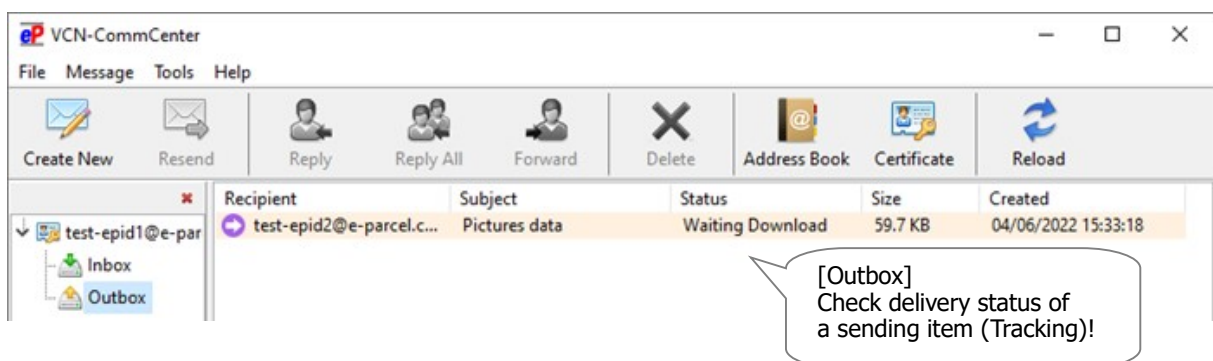 eP VCN-CommCenter
File Message Tools Help
Create New Resend Reply Reply All Forward Delete Address Book Certificate Reload
Recipient Subject Status Size Created
test-epid1@e-par test-epid2@e-parcel.c... Pictures data Waiting Download 59.7 KB 04/06/2022 15:33:18
Inbox
Outbox
[Outbox]
Check delivery status of
a sending item (Tracking)!